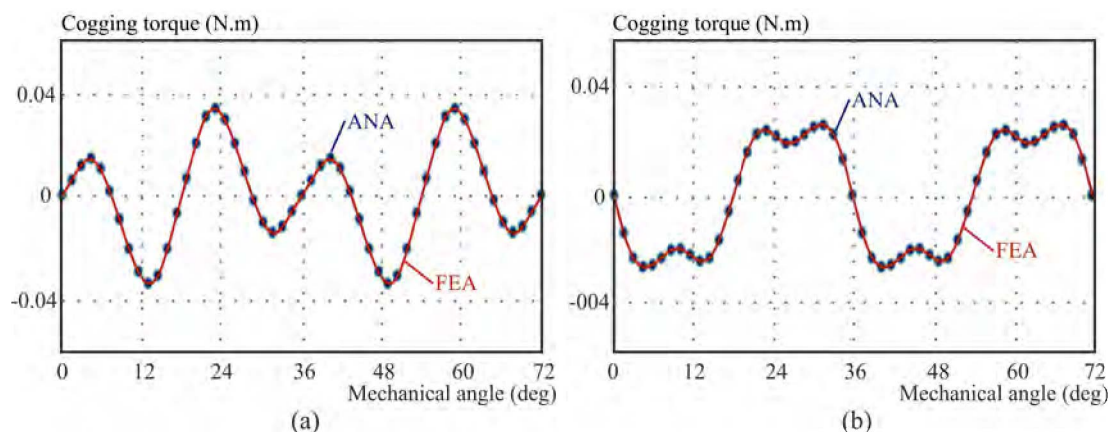 Cogging torque (N.m)
0.04
0
-0.04
ANA
FEA
0 12 24 36 48 60 72
Mechanical angle (deg)
(a)
Cogging torque (N.m)
0.04
0
-004
ANA
FEA
0 12 24 36 48 60 72
Mechanical angle (deg)
(b)